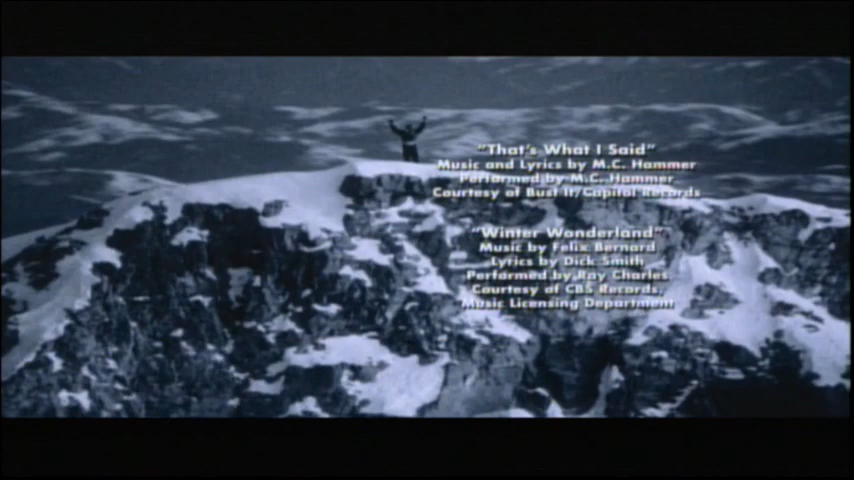 "That's What I Said"
Music and Lyrics by M.C. Hammer
Performed by M.C. Hammer
Courtesy of Bust It/Capitol Records
"Winter Wonderland"
Music by Felix Bernard
Lyrics by Dick Smith
Performed by Ray Charles
Courtesy of CBS Records,
Music Licensing Department